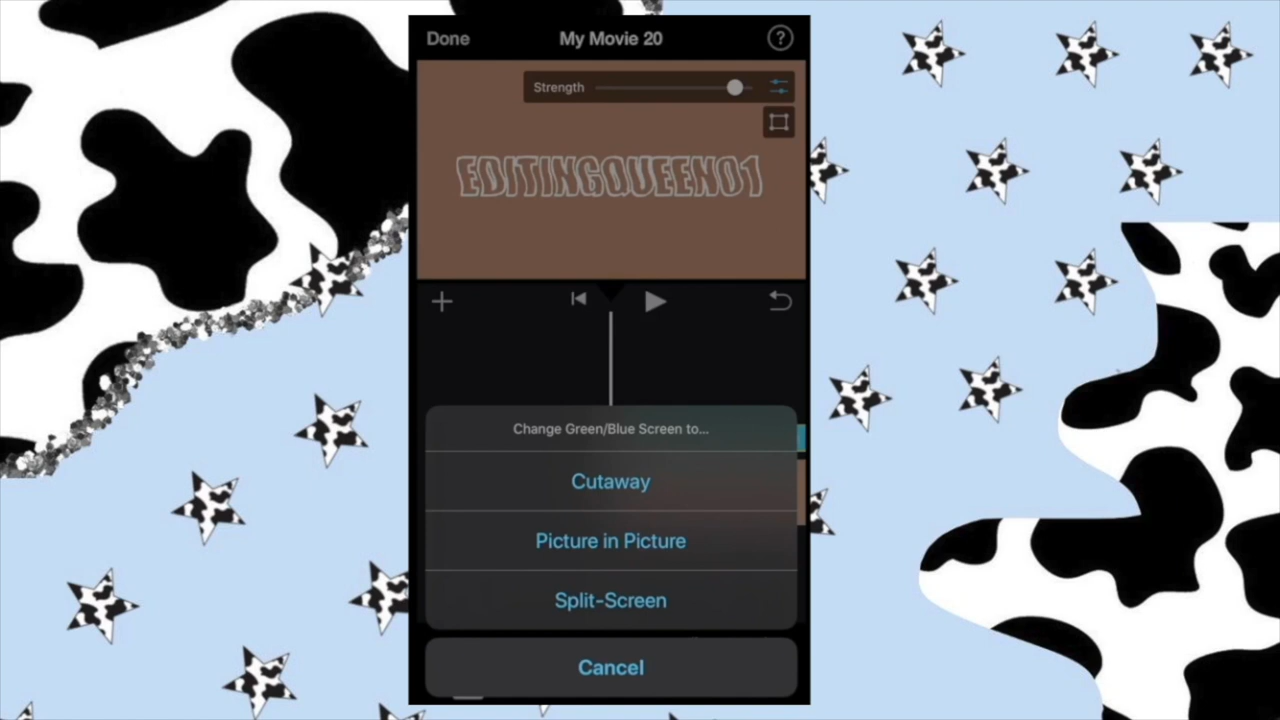 Done
My Movie 20
?
Strength
EDITINGQUEEN01
Change Green/Blue Screen to...
Cutaway
Picture in Picture
Split-Screen
Cancel